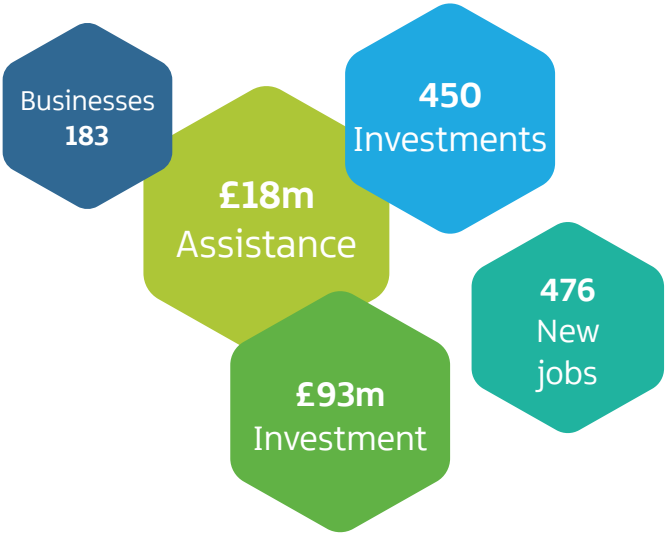 Businesses
183
£18m
Assistance
450
Investments
£93m
Investment
476
New
jobs